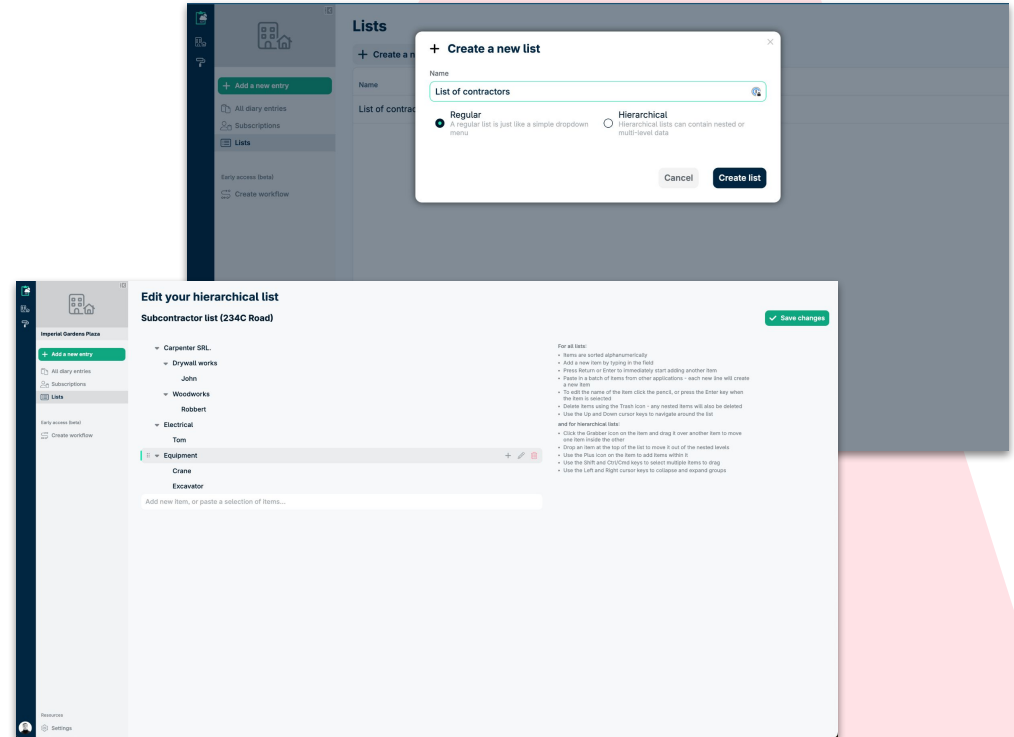 Lists
+ Create a n
Name
List of contrac
+ Add a new entry
All diary entries
Subscriptions
Lists
Early access (beta)
Create workflow
+ Create a new list
Name
List of contractors
Regular
A regular list is just like a simple dropdown
menu
Hierarchical
Hierarchical lists can contain nested or
multi-level data
Cancel
Create list
Imperial Gardens Plaza
+ Add a new entry
All diary entries
Subscriptions
Lists
Early access (beta)
Create workflow
Resources
Settings
Edit your hierarchical list
Subcontractor list (234C Road)
Save changes
Carpenter SRL.
Drywall works
John
Woodworks
Robbert
Electrical
Tom
Equipment
Crane
Excavator
Add new item, or paste a selection of items...
For all lists:
• Items are sorted alphanumerically
• Add a new item by typing in the field
• Press Return or Enter to immediately start adding another item
• Paste in a batch of items from other applications - each new line will create
a new item
• To edit the name of the item click the pencil, or press the Enter key when
the item is selected
• Delete items using the Trash icon - any nested items will also be deleted
• Use the Up and Down cursor keys to navigate around the list
and for hierarchical lists:
• Click the Grabber icon on the item and drag it over another item to move
one item inside the other
• Drop an item at the top of the list to move it out of the nested levels
• Use the Plus icon on the item to add items within it
• Use the Shift and Ctrl/Cmd keys to select multiple items to drag
• Use the Left and Right cursor keys to collapse and expand groups